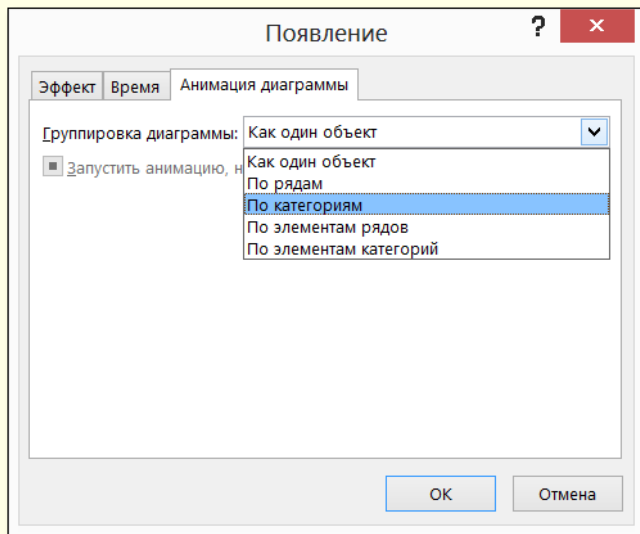 Появление
?
×
Эффект Время Анимация диаграммы
Группировка диаграммы: Как один объект
Запустить анимацию, н
Как один объект
По рядам
По категориям
По элементам рядов
По элементам категорий
ОК Отмена